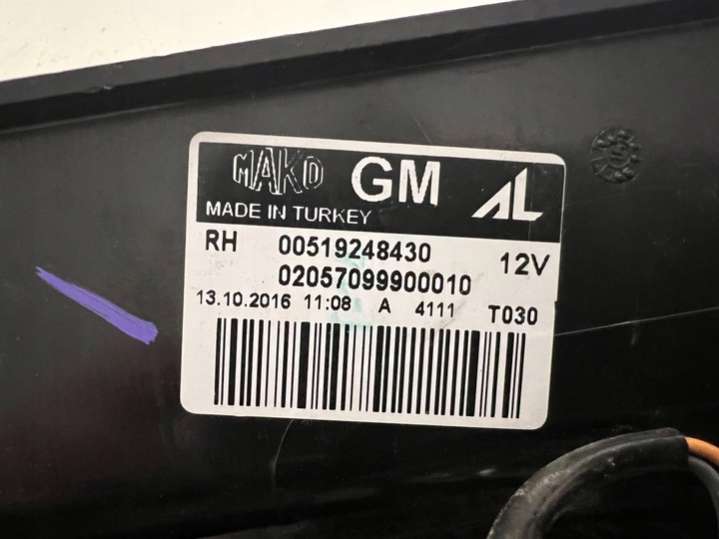 MAKO GM AL
MADE IN TURKEY
RH 00519248430 12V
02057099900010
13.10.2016 11:08 A 4111 T030